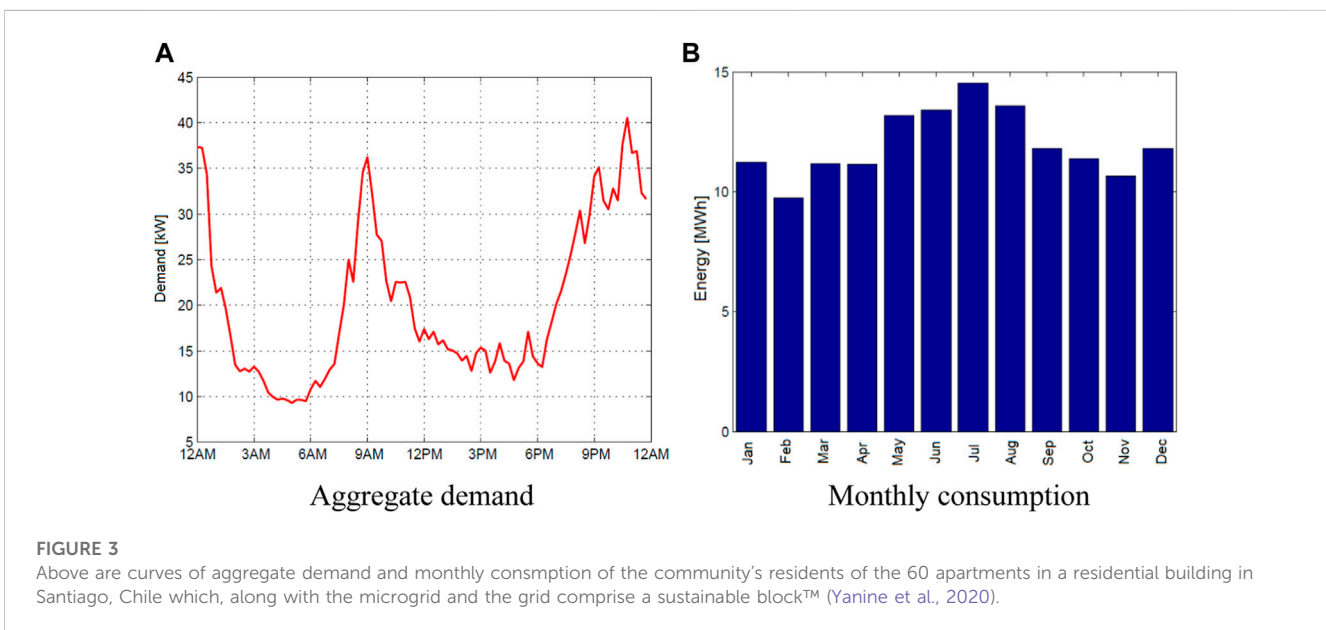 A
B
45
40
35
30
25
20
15
10
5
Demand [kW]
12AM 3AM 6AM 9AM 12PM 3PM 6PM 9PM 12AM
Aggregate demand
15
10
5
0
Energy [MWh]
Jan Feb Mar Apr May Jun Jul Aug Sep Oct Nov Dec
Monthly consumption
FIGURE 3
Above are curves of aggregate demand and monthly consmption of the community's residents of the 60 apartments in a residential building in
Santiago, Chile which, along with the microgrid and the grid comprise a sustainable block™ (Yanine et al., 2020).